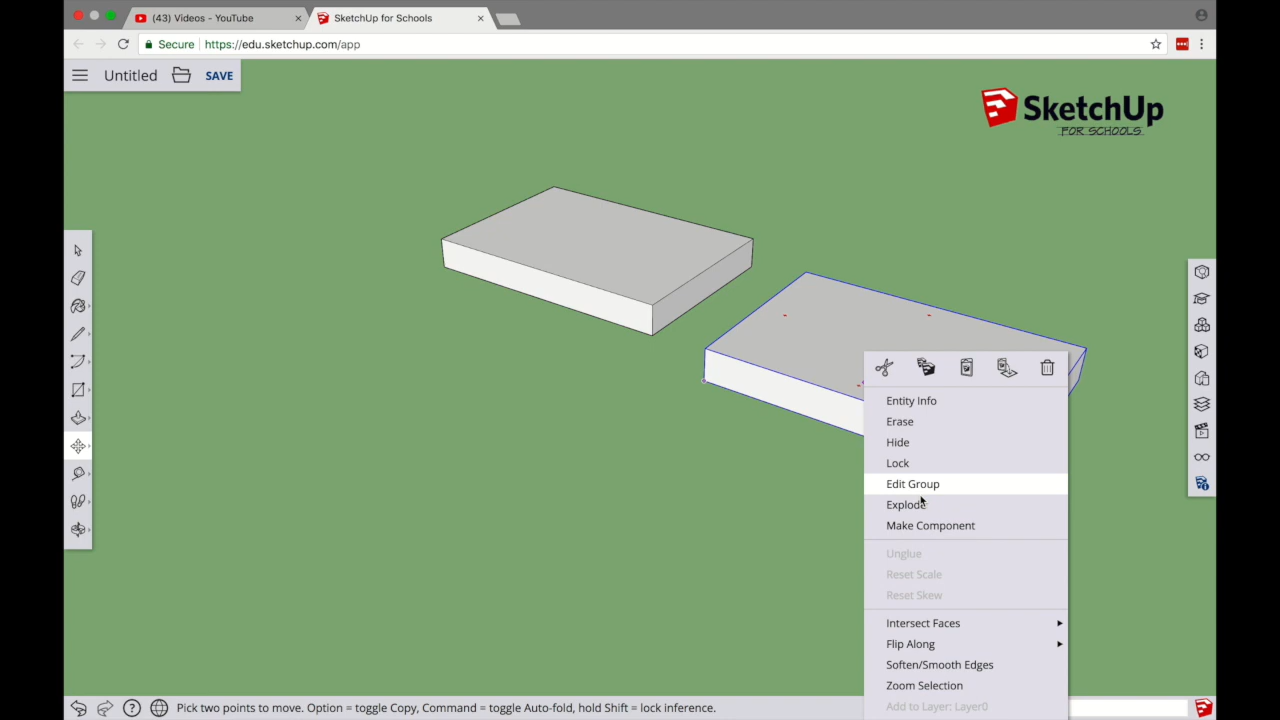 (43) Videos - YouTube
SketchUp for Schools
Secure
https://edu.sketchup.com/app
Untitled
SAVE
SketchUp
FOR SCHOOLS
Entity Info
Erase
Hide
Lock
Edit Group
Explode
Make Component
Unglue
Reset Scale
Reset Skew
Intersect Faces
Flip Along
Soften/Smooth Edges
Zoom Selection
Add to Layer: Layer0
Pick two points to move. Option = toggle Copy, Command = toggle Auto-fold, hold Shift = lock inference.